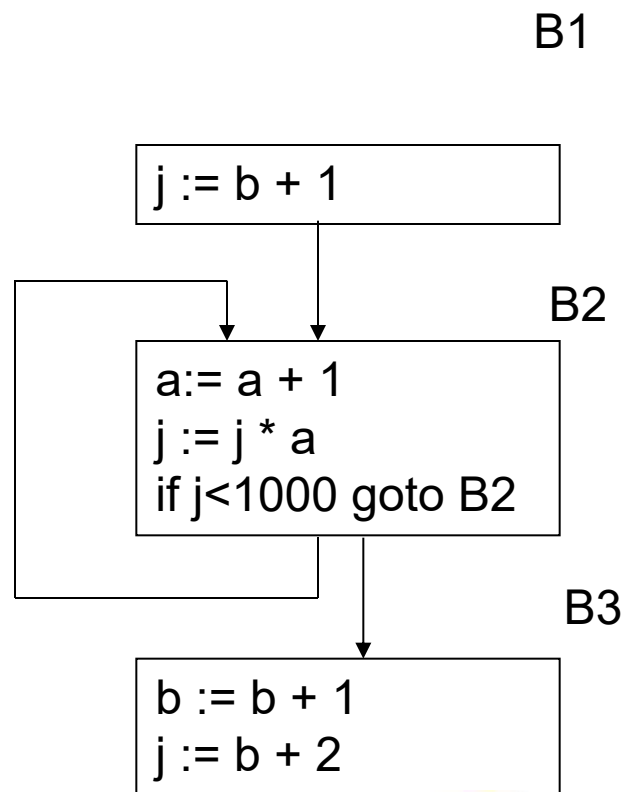 B1
j := b + 1
B2
a:= a + 1
j := j * a
if j<1000 goto B2
B3
b := b + 1
j := b + 2